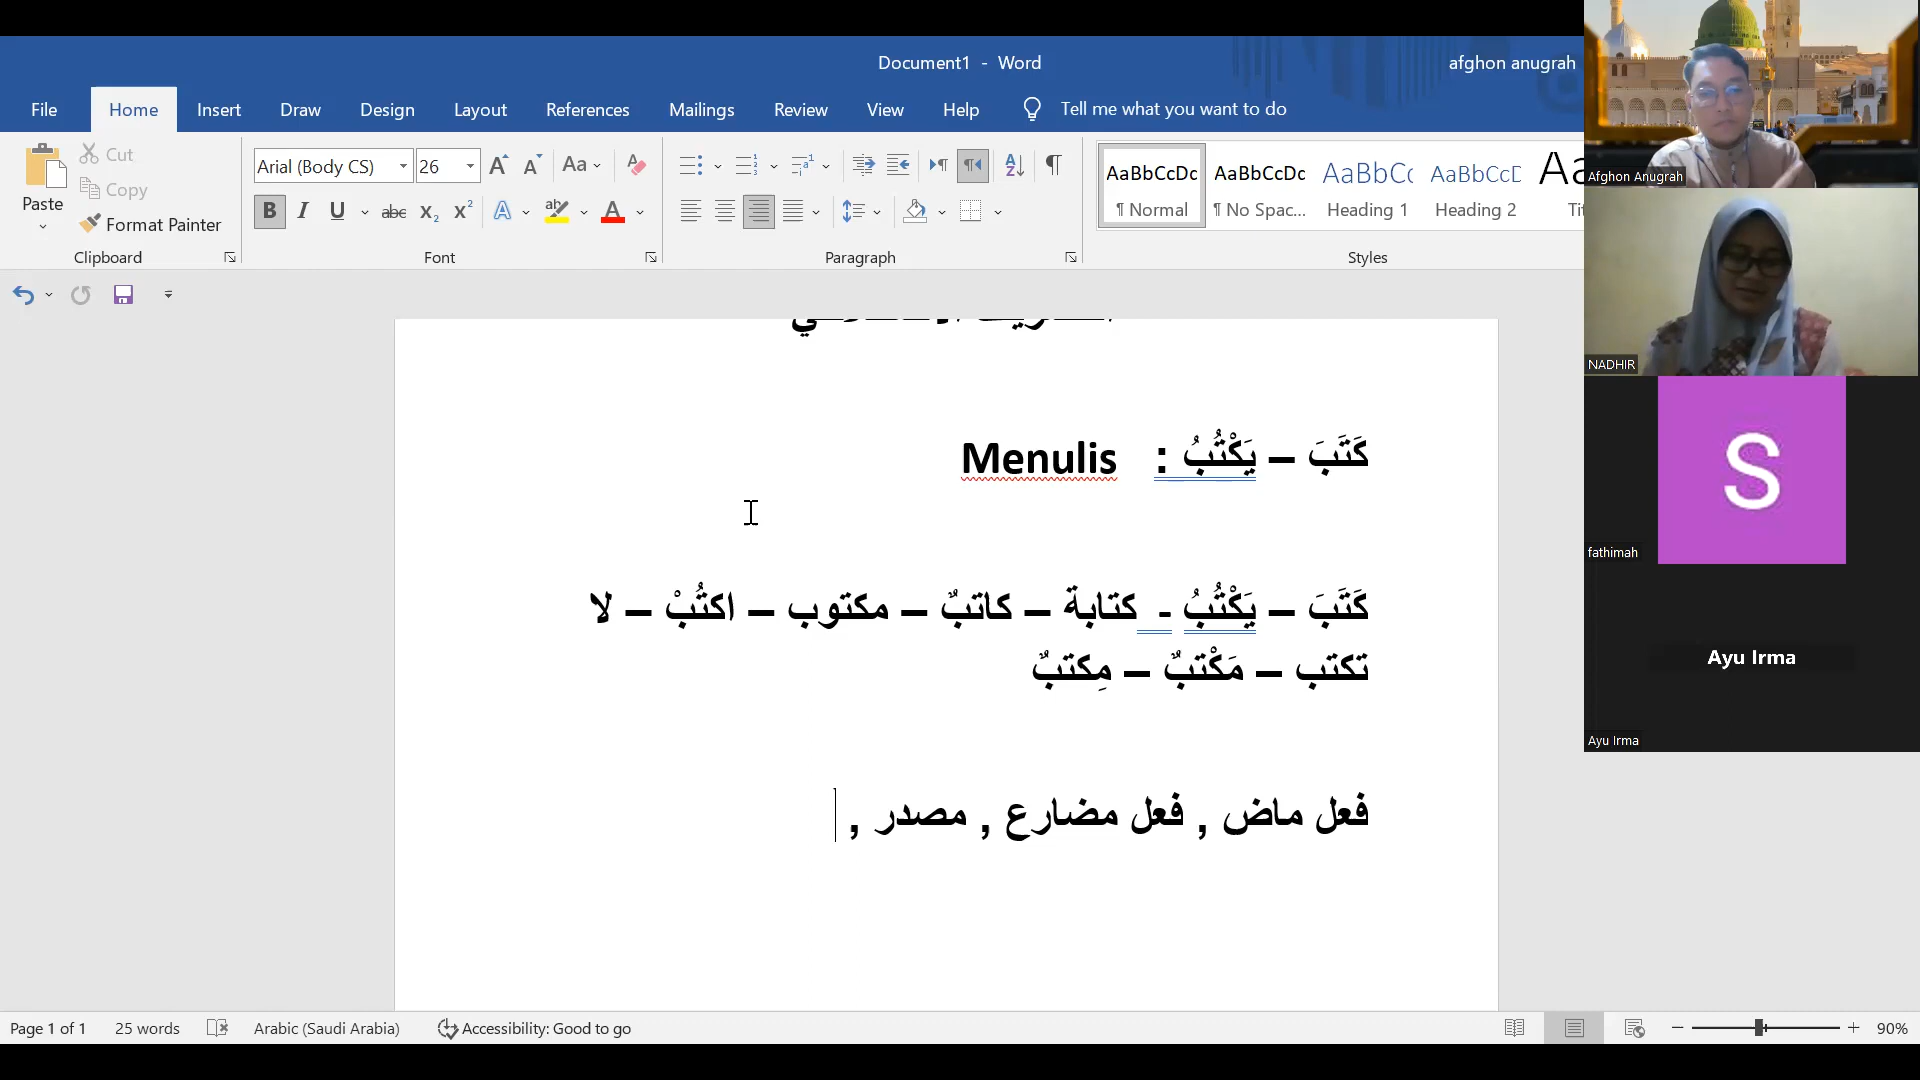 Document1 - Word
afghon anugrah
File Home Insert Draw Design Layout References Mailings Review View Help Tell me what you want to do
Paste
Cut
Copy
Format Painter
Clipboard
Arial (Body CS) 26
Font
Paragraph
AaBbCcDc ¶ Normal
AaBbCcDc ¶ No Spac...
AaBbCc Heading 1
AaBbCcD Heading 2
Styles
كَتَبَ – يَكْتُبُ : Menulis
كَتَبَ – يَكْتُبُ - كتابة – كاتبٌ – مكتوب – اكتُبْ – لا
تكتب – مَكْتبٌ – مِكتبٌ
فعل ماض , فعل مضارع , مصدر ,
Page 1 of 1 25 words Arabic (Saudi Arabia) Accessibility: Good to go 90%
Afghon Anugrah
NADHIR
S
fathimah
Ayu Irma
Ayu Irma